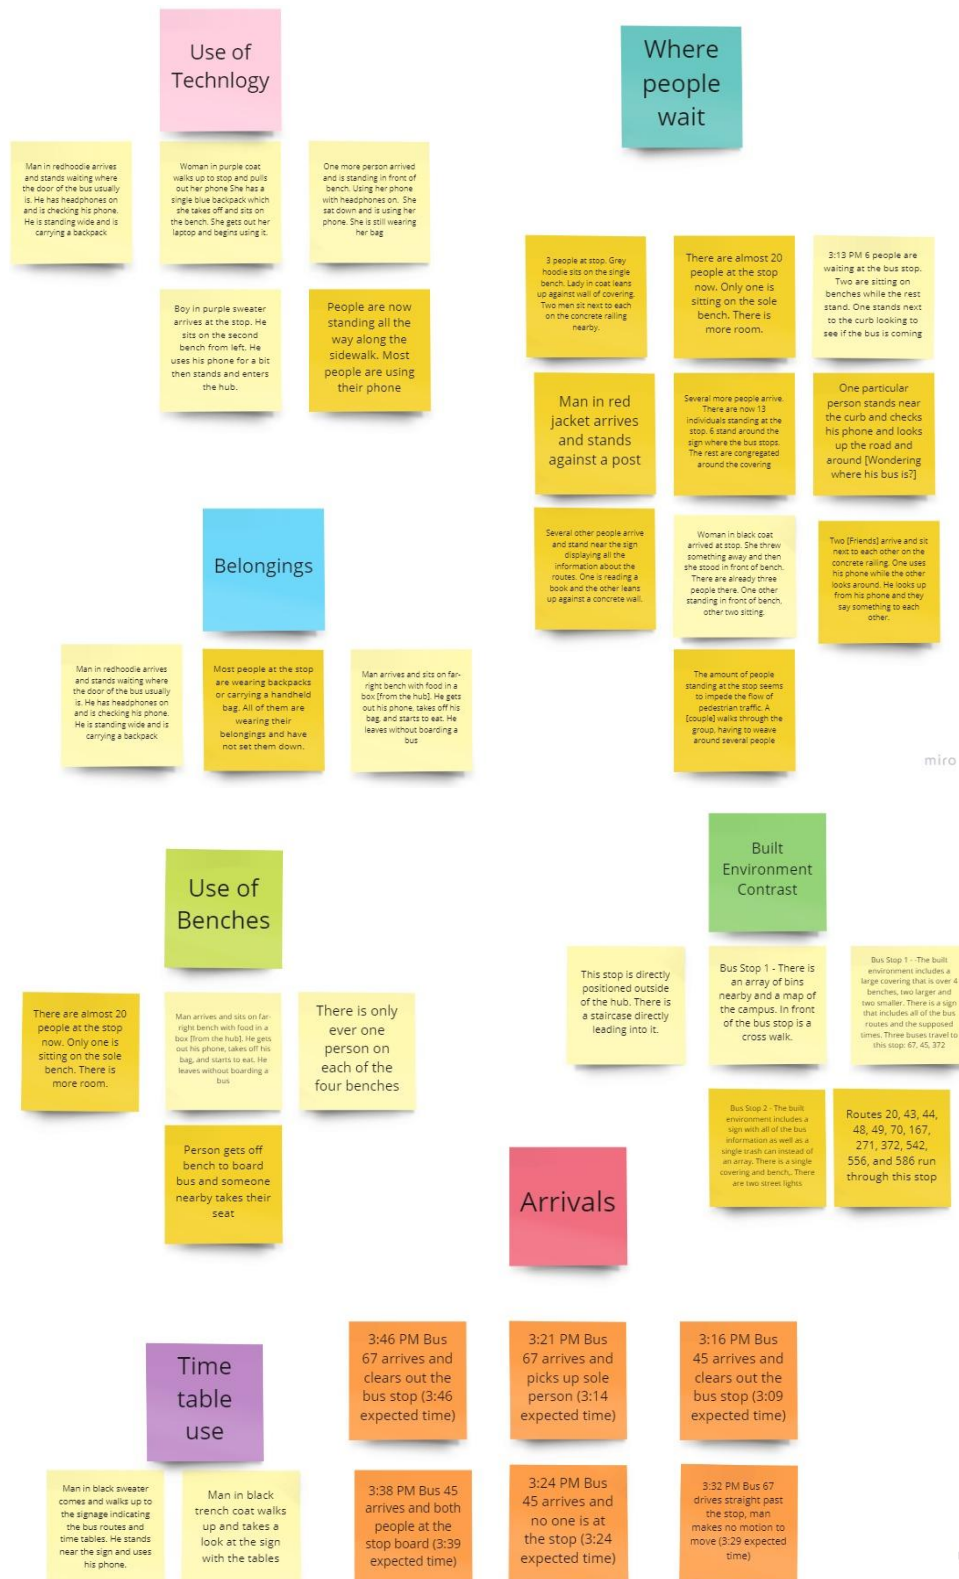 Use of
Technlogy
Man in redhoodie arrives
and stands waiting where
the door of the bus usually
is. He has headphones on
and is checking his phone.
He is standing wide and is
carrying a backpack
Woman in purple coat
walks up to stop and pulls
out her phone She has a
single blue backpack which
she takes off and sits on
the bench. She gets out her
laptop and begins using it.
One more person arrived
and is standing in front of
bench. Using her phone
with headphones on. She
sat down and is using her
phone. She is still wearing
her bag
Boy in purple sweater
arrives at the stop. He
sits on the second
bench from left. He
uses his phone for a bit
then stands and enters
the hub.
People are now
standing all the
way along the
sidewalk. Most
people are using
their phone
Where
people
wait
3 people at stop. Grey
hoodie sits on the single
bench. Lady in coat leans
up against wall of covering.
Two men sit next to each
on the concrete railing
nearby.
There are almost 20
people at the stop
now. Only one is
sitting on the sole
bench. There is
more room.
3:13 PM 6 people are
waiting at the bus stop.
Two are sitting on
benches while the rest
stand. One stands next
to the curb looking to
see if the bus is coming
Man in red
jacket arrives
and stands
against a post
Several more people arrive.
There are now 13
individuals standing at the
stop. 6 stand around the
sign where the bus stops.
The rest are congregated
around the covering
One particular
person stands near
the curb and checks
his phone and looks
up the road and
around [Wondering
where his bus is?]
Several other people arrive
and stand near the sign
displaying all the
information about the
routes. One is reading a
book and the other leans
up against a concrete wall.
Woman in black coat
arrived at stop. She threw
something away and then
she stood in front of bench.
There are already three
people there. One other
standing in front of bench,
other two sitting.
Two [Friends] arrive and sit
next to each other on the
concrete railing. One uses
his phone while the other
looks around. He looks up
from his phone and they
say something to each
other.
The amount of people
standing at the stop seems
to impede the flow of
pedestrian traffic. A
[couple] walks through the
group, having to weave
around several people
miro
Belongings
Man in redhoodie arrives
and stands waiting where
the door of the bus usually
is. He has headphones on
and is checking his phone.
He is standing wide and is
carrying a backpack
Most people at the stop
are wearing backpacks
or carrying a handheld
bag. All of them are
wearing their
belongings and have
not set them down.
Man arrives and sits on far-
right bench with food in a
box [from the hub]. He gets
out his phone, takes off his
bag, and starts to eat. He
leaves without boarding a
bus
Use of
Benches
There are almost 20
people at the stop
now. Only one is
sitting on the sole
bench. There is
more room.
Man arrives and sits on far-
right bench with food in a
box [from the hub]. He gets
out his phone, takes off his
bag, and starts to eat. He
leaves without boarding a
bus
There is only
ever one
person on
each of the
four benches
Person gets off
bench to board
bus and someone
nearby takes their
seat
Built
Environment
Contrast
This stop is directly
positioned outside
of the hub. There is
a staircase directly
leading into it.
Bus Stop 1 - There is
an array of bins
nearby and a map of
the campus. In front
of the bus stop is a
cross walk.
Bus Stop 1 - -The built
environment includes a
large covering that is over 4
benches, two larger and
two smaller. There is a sign
that includes all of the bus
routes and the supposed
times. Three buses travel to
this stop: 67, 45, 372
Bus Stop 2 - The built
environment includes a
sign with all of the bus
information as well as a
single trash can instead of
an array. There is a single
covering and bench,. There
are two street lights
Routes 20, 43, 44,
48, 49, 70, 167,
271, 372, 542,
556, and 586 run
through this stop
Arrivals
3:46 PM Bus
67 arrives and
clears out the
bus stop (3:46
expected time)
3:21 PM Bus
67 arrives and
picks up sole
person (3:14
expected time)
3:16 PM Bus
45 arrives and
clears out the
bus stop (3:09
expected time)
3:38 PM Bus 45
arrives and both
people at the
stop board (3:39
expected time)
3:24 PM Bus
45 arrives and
no one is at
the stop (3:24
expected time)
3:32 PM Bus 67
drives straight past
the stop, man
makes no motion to
move (3:29 expected
time)
Time
table
use
Man in black sweater
comes and walks up to
the signage indicating
the bus routes and
time tables. He stands
near the sign and uses
his phone.
Man in black
trench coat walks
up and takes a
look at the sign
with the tables